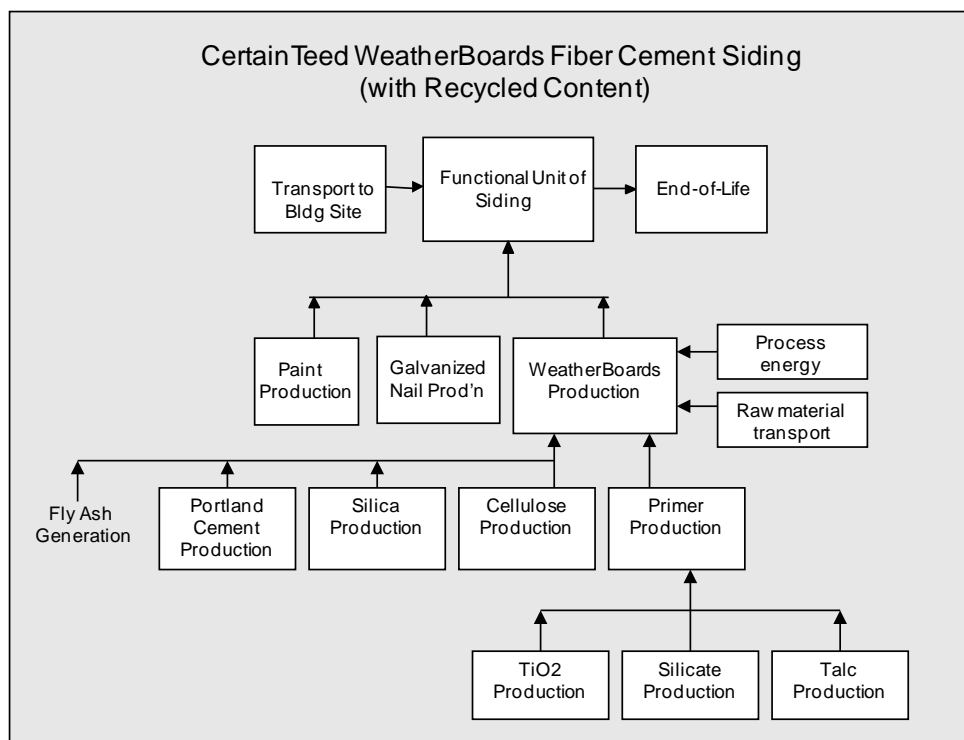 CertainTeed WeatherBoards Fiber Cement Siding
(with Recycled Content)
Transport to
Bldg Site
Functional Unit of
Siding
End-of-Life
Paint
Production
Galvanized
Nail Prod'n
WeatherBoards
Production
Process
energy
Raw material
transport
Fly Ash
Generation
Portland
Cement
Production
Silica
Production
Cellulose
Production
Primer
Production
TiO2
Production
Silicate
Production
Talc
Production